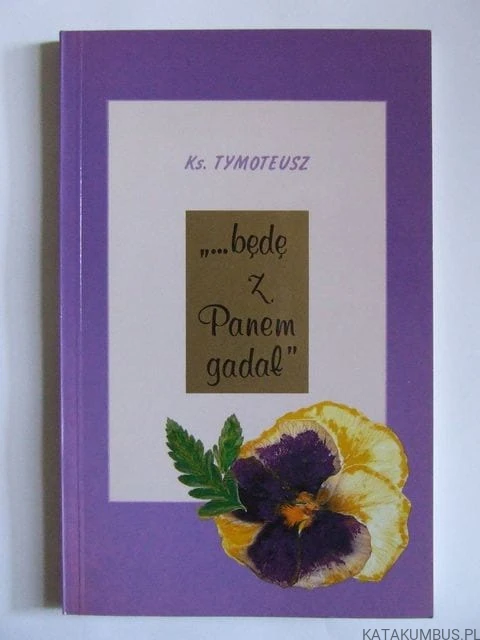 Ks. TYMOTEUSZ
„...będę
z
Panem
gadał”
KATAKUMBUS.PL